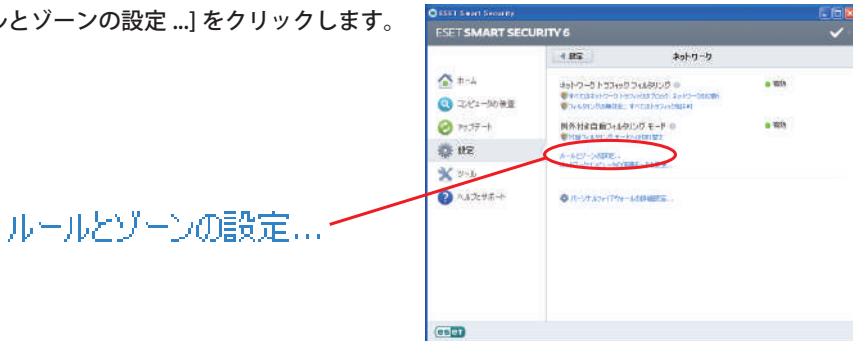 ルとゾーンの設定 ...] をクリックします。
ESET Smart Security
ESET SMART SECURITY 6
設定
ネットワーク
ホーム
コンピュータの検査
アップデート
設定
ツール
ヘルプとサポート
ネットワークトラフィックフィルタリング
有効
例外付き自動フィルタリング モード
有効
ルールとゾーンの設定...
パーソナルファイアウォールの詳細設定...
ルールとゾーンの設定...
eset